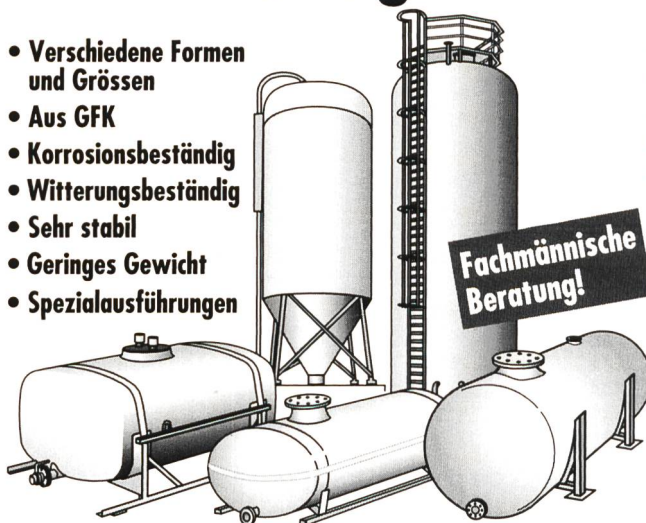 • Verschiedene Formen
und Grössen
• Aus GFK
• Korrosionsbeständig
• Witterungsbeständig
• Sehr stabil
• Geringes Gewicht
• Spezialausführungen
Fachmännische
Beratung!